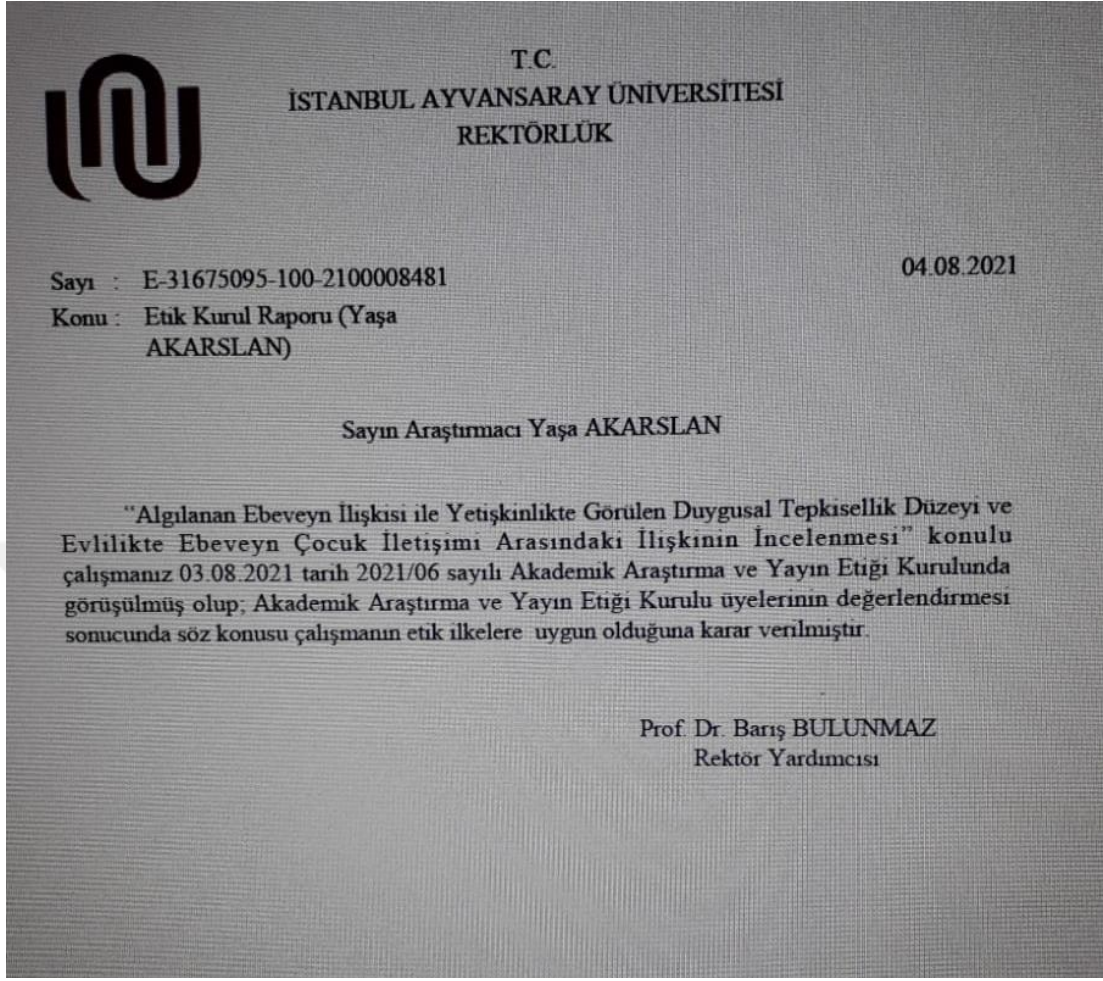 T.C.
İSTANBUL AYVANSARAY ÜNİVERSİTESİ
REKTÖRLÜK
Sayı : E-31675095-100-2100008481
04.08.2021
Konu : Etik Kurul Raporu (Yaşa
AKARSLAN)
Sayın Araştırmacı Yaşa AKARSLAN
“Algılanan Ebeveyn İlişkisi ile Yetişkinlikte Görülen Duygusal Tepkisellik Düzeyi ve
Evlilikte Ebeveyn Çocuk İletişimi Arasındaki İlişkinin İncelenmesi” konulu
çalışmanız 03.08.2021 tarih 2021/06 sayılı Akademik Araştırma ve Yayın Etiği Kurulunda
görüşülmüş olup; Akademik Araştırma ve Yayın Etiği Kurulu üyelerinin değerlendirmesi
sonucunda söz konusu çalışmanın etik ilkelere uygun olduğuna karar verilmiştir.
Prof. Dr. Barış BULUNMAZ
Rektör Yardımcısı